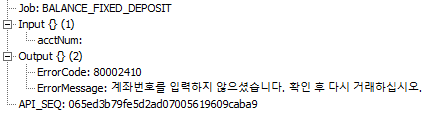 Job: BALANCE_FIXED_DEPOSIT
Input {} (1)
acctNum:
Output {} (2)
ErrorCode: 80002410
ErrorMessage: 계좌번호를 입력하지 않으셨습니다. 확인 후 다시 거래하십시오.
API_SEQ: 065ed3b79fe5d2ad07005619609caba9